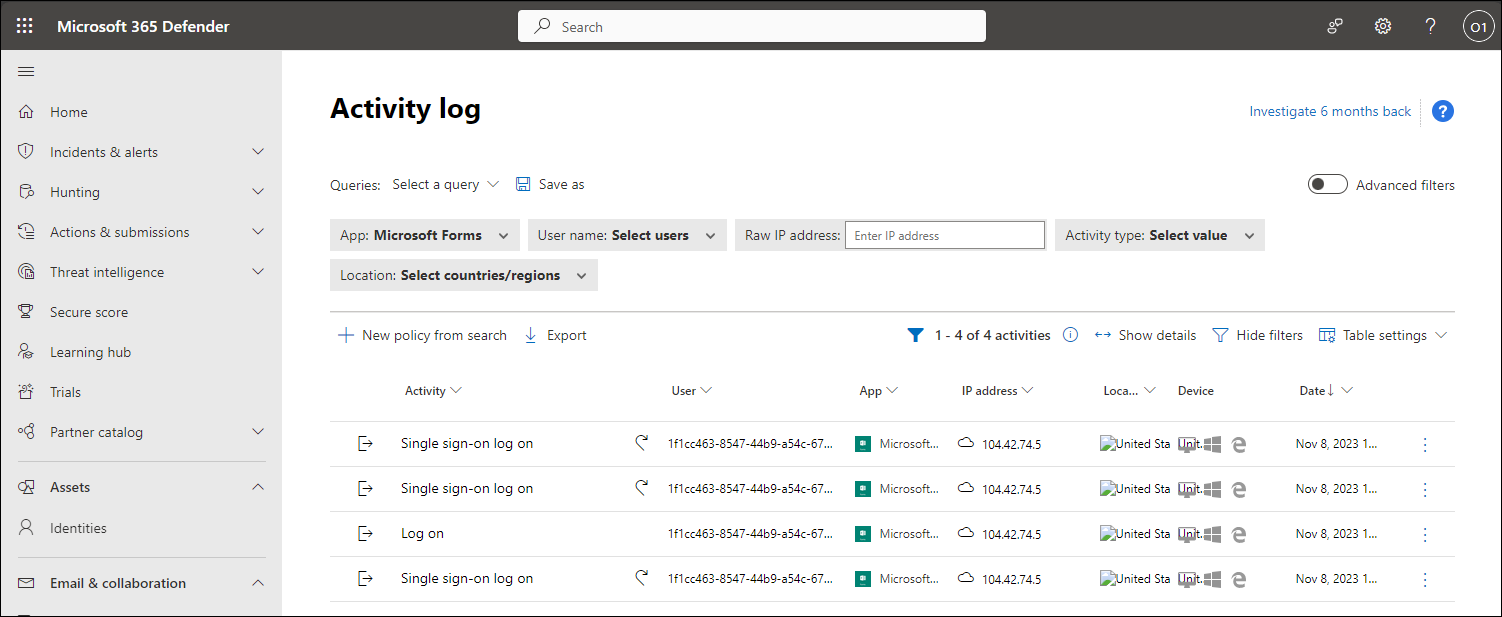 Microsoft 365 Defender
Search
O1
Home
Incidents & alerts
Hunting
Actions & submissions
Threat intelligence
Secure score
Learning hub
Trials
Partner catalog
Assets
Identities
Email & collaboration
Activity log
Investigate 6 months back
?
Queries: Select a query Save as
Advanced filters
App: Microsoft Forms User name: Select users Raw IP address: Enter IP address Activity type: Select value
Location: Select countries/regions
New policy from search Export 1 - 4 of 4 activities Show details Hide filters Table settings
Activity User App IP address Loca... Device Date
Single sign-on log on 1f1cc463-8547-44b9-a54c-67... Microsoft... 104.42.74.5 United Sta Unit. Nov 8, 2023 1...
Single sign-on log on 1f1cc463-8547-44b9-a54c-67... Microsoft... 104.42.74.5 United Sta Unit. Nov 8, 2023 1...
Log on 1f1cc463-8547-44b9-a54c-67... Microsoft... 104.42.74.5 United Sta Unit. Nov 8, 2023 1...
Single sign-on log on 1f1cc463-8547-44b9-a54c-67... Microsoft... 104.42.74.5 United Sta Unit. Nov 8, 2023 1...